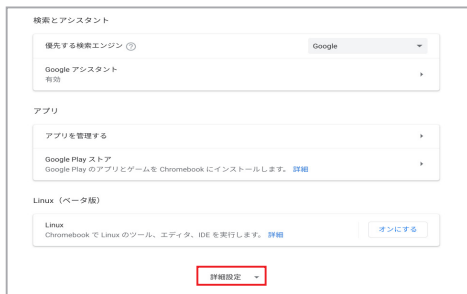 検索とアシスタント
優先する検索エンジン
Google
Google アシスタント
有効
アプリ
アプリを管理する
Google Play ストア
Google Play のアプリとゲームを Chromebook にインストールします。 詳細
Linux（ベータ版）
Linux
Chromebook で Linux のツール、エディタ、IDE を実行します。 詳細
オンにする
詳細設定